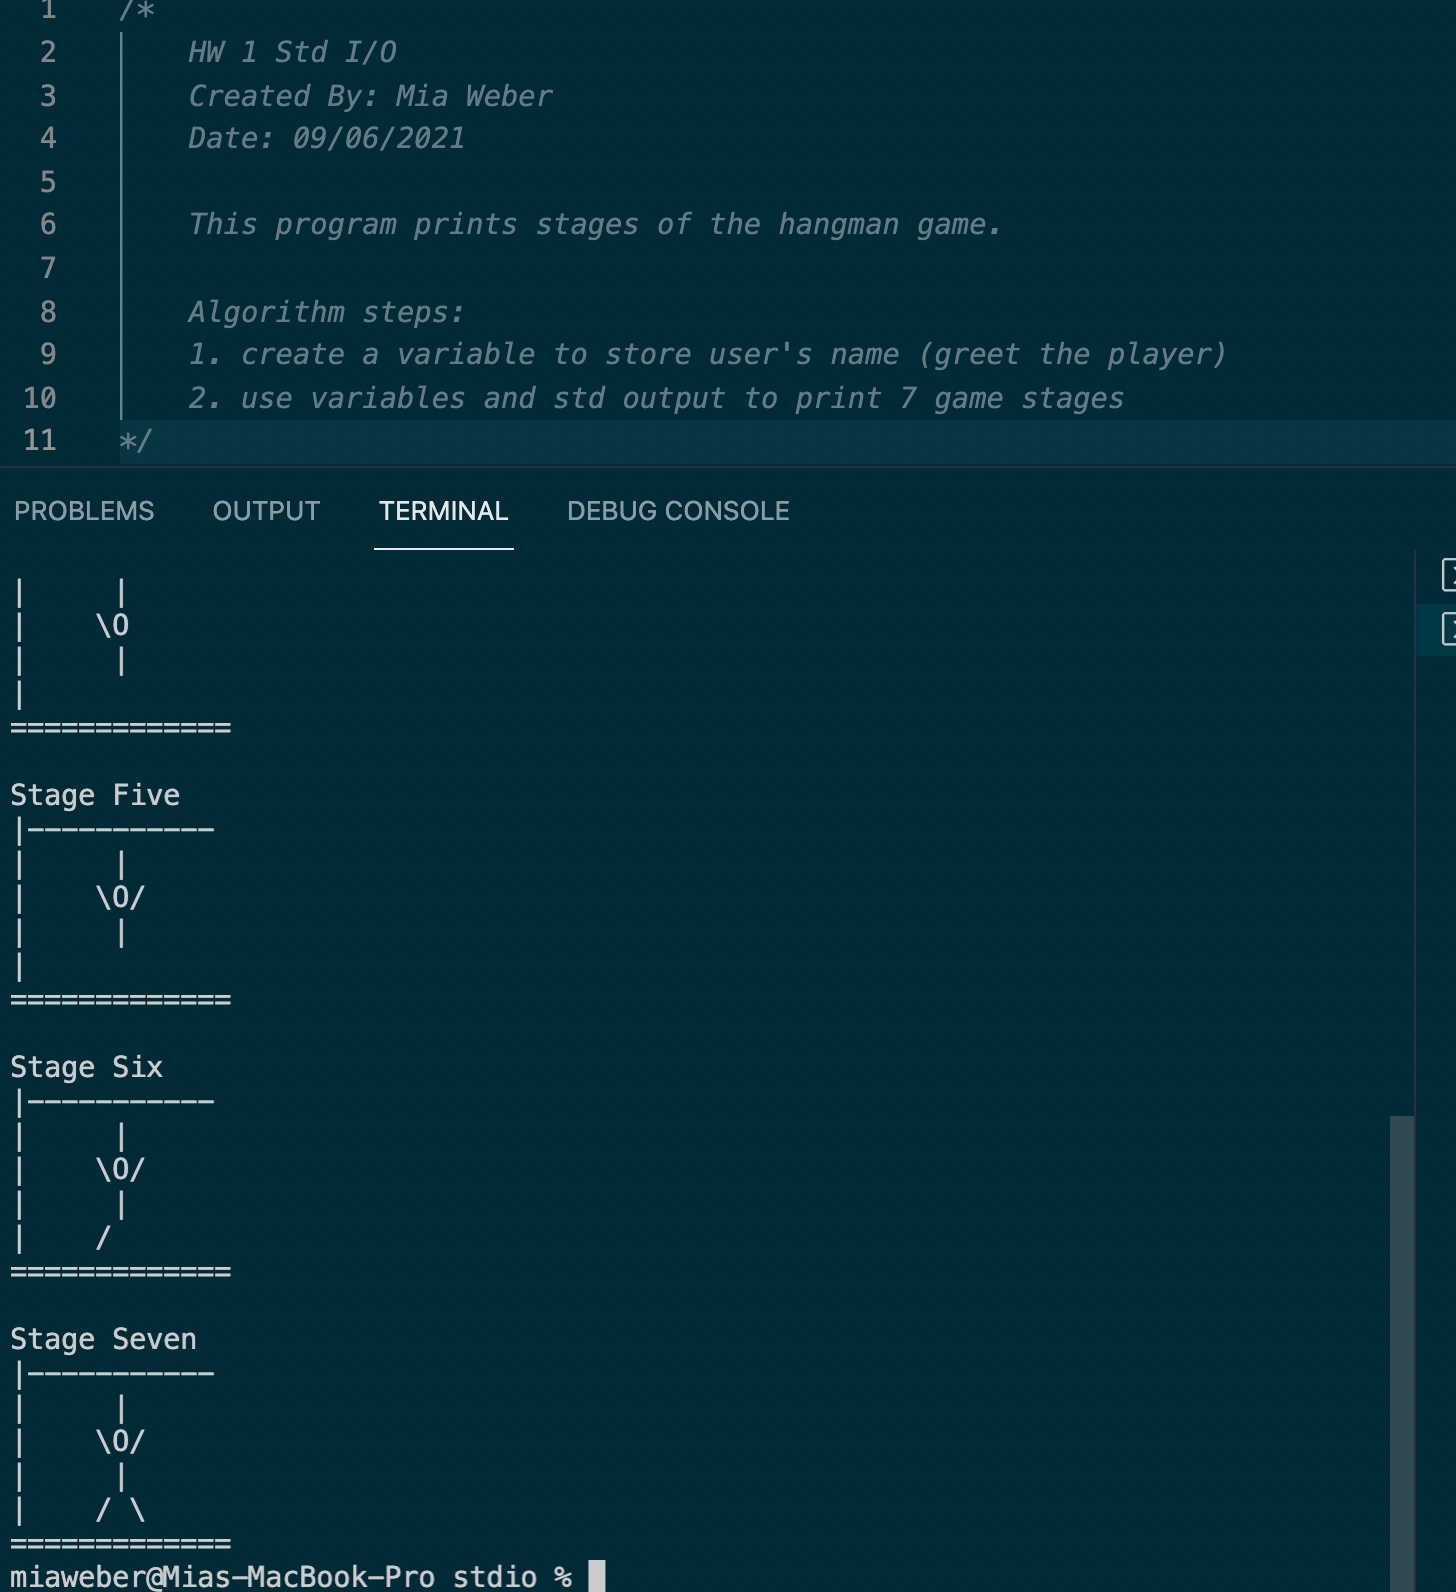 1 /*
2 HW 1 Std I/O
3 Created By: Mia Weber
4 Date: 09/06/2021
5
6 This program prints stages of the hangman game.
7
8 Algorithm steps:
9 1. create a variable to store user's name (greet the player)
10 2. use variables and std output to print 7 game stages
11 */
PROBLEMS OUTPUT TERMINAL DEBUG CONSOLE
|     |
|    \O
|     |
|
=============
Stage Five
|-----------
|     |
|    \O/
|     |
|
=============
Stage Six
|-----------
|     |
|    \O/
|     |
|    /
=============
Stage Seven
|-----------
|     |
|    \O/
|     |
|    / \
=============
miaweber@Mias-MacBook-Pro stdio %